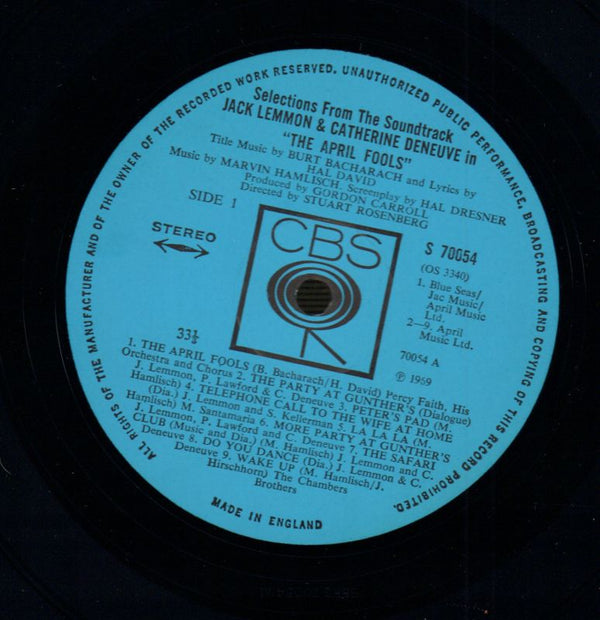 ALL RIGHTS OF THE MANUFACTURER AND OF THE OWNER OF THE RECORDED WORK RESERVED. UNAUTHORIZED PUBLIC PERFORMANCE, BROADCASTING AND COPYING OF THIS RECORD PROHIBITED.
Selections From The Soundtrack
JACK LEMMON & CATHERINE DENEUVE in
"THE APRIL FOOLS"
Title Music by BURT BACHARACH and Lyrics by
HAL DAVID
Music by MARVIN HAMLISCH. Screenplay by HAL DRESNER
Produced by GORDON CARROLL
Directed by STUART ROSENBERG
SIDE 1
STEREO
CBS
S 70054
(OS 3340)
1. Blue Seas/
Jac Music/
April Music
Ltd.
2—9. April
Music Ltd.
33⅓
70054 A
℗ 1969
1. THE APRIL FOOLS (B. Bacharach/H. David) Percy Faith, His
Orchestra and Chorus 2. THE PARTY AT GUNTHER'S (Dialogue)
J. Lemmon, P. Lawford & C. Deneuve 3. PETER'S PAD (M.
Hamlisch) 4. TELEPHONE CALL TO THE WIFE AT HOME
(Dia.) J. Lemmon and S. Kellerman 5. LA LA LA (M.
Hamlisch) M. Santamaria 6. MORE PARTY AT GUNTHER'S
J. Lemmon, P. Lawford and C. Deneuve 7. THE SAFARI
CLUB (Music and Dia.) (M. Hamlisch) J. Lemmon and C.
Deneuve 8. DO YOU DANCE (Dia.) J. Lemmon & C.
Deneuve 9. WAKE UP (M. Hamlisch/J.
Hirschhorn) The Chambers
Brothers
MADE IN ENGLAND